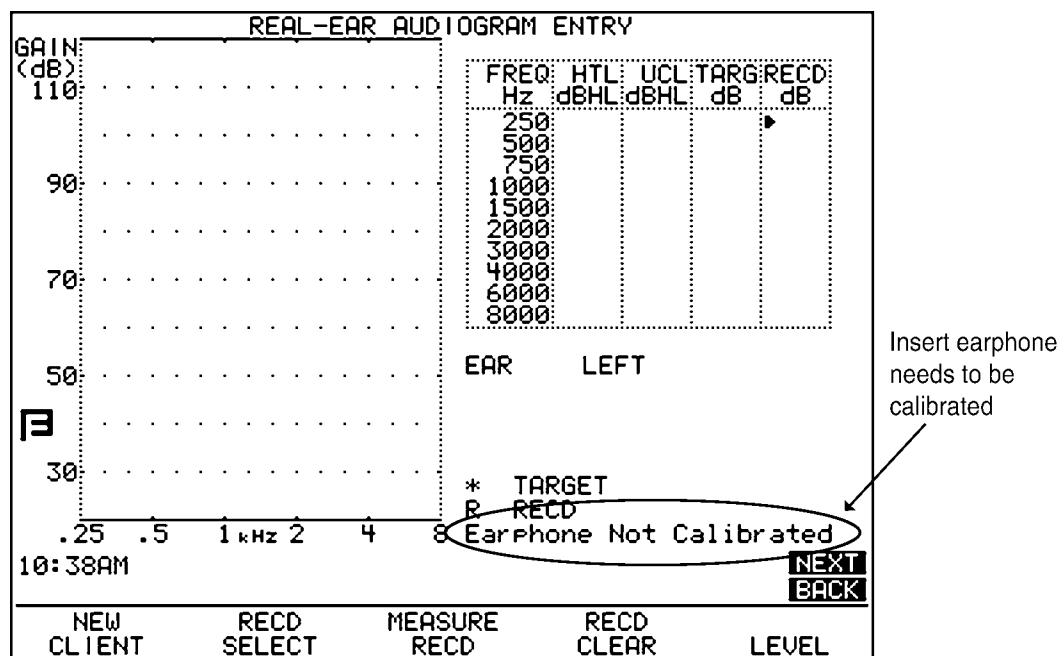 REAL-EAR AUDIOGRAM ENTRY
GAIN
(dB)
110
90
70
50
30
.25 .5 1 kHz 2 4 8
FREQ HTL UCL TARG RECD
Hz dBHL dBHL dB dB
250
500
750
1000
1500
2000
3000
4000
6000
8000
EAR LEFT
* TARGET
R RECD
Earphone Not Calibrated
Insert earphone
needs to be
calibrated
10:38AM
NEXT
BACK
NEW CLIENT
RECD SELECT
MEASURE RECD
RECD CLEAR
LEVEL